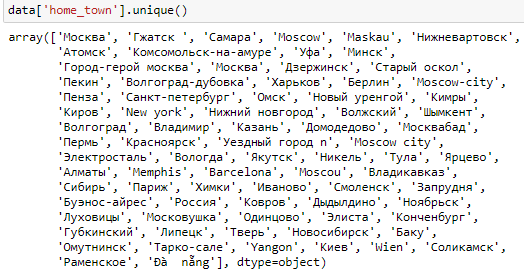 data['home_town'].unique()
array(['Москва', 'Гжатск ', 'Самара', 'Moscow', 'Maskau', 'Нижневартовск',
'Атомск', 'Комсомольск-на-амуре', 'Уфа', 'Минск',
'Город-герой москва', 'Москва', 'Дзержинск', 'Старый оскол',
'Пекин', 'Волгоград-дубовка', 'Харьков', 'Берлин', 'Moscow-city',
'Пенза', 'Санкт-петербург', 'Омск', 'Новый уренгой', 'Кимры',
'Киров', 'New york', 'Нижний новгород', 'Волжский', 'Шымкент',
'Волгоград', 'Владимир', 'Казань', 'Домодедово', 'Москвабад',
'Пермь', 'Красноярск', 'Уездный город n', 'Moscow city',
'Электросталь', 'Вологда', 'Якутск', 'Никель', 'Тула', 'Ярцево',
'Алматы', 'Memphis', 'Barcelona', 'Moscou', 'Владикавказ',
'Сибирь', 'Париж', 'Химки', 'Иваново', 'Смоленск', 'Запрудня',
'Буэнос-айрес', 'Россия', 'Ковров', 'Дыдылдино', 'Ноябрьск',
'Луховицы', 'Московушка', 'Одинцово', 'Элиста', 'Конченбург',
'Губкинский', 'Липецк', 'Тверь', 'Новосибирск', 'Баку',
'Омутнинск', 'Тарко-сале', 'Yangon', 'Киев', 'Wien', 'Соликамск',
'Раменское', 'Đà  nẵng'], dtype=object)